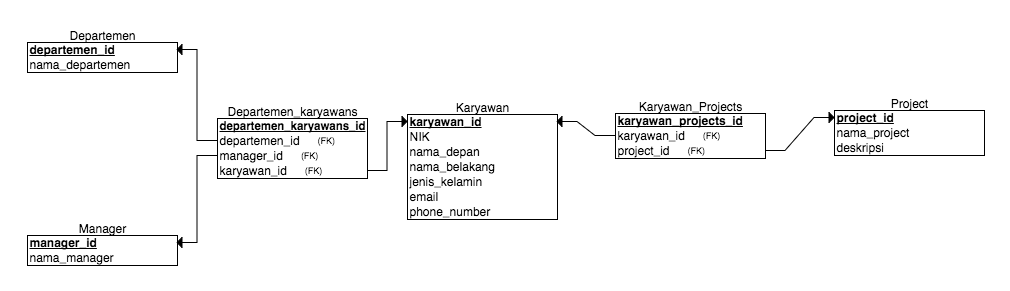 Departemen
departemen_id
nama_departemen
Departemen_karyawans
departemen_karyawans_id
departemen_id (FK)
manager_id (FK)
karyawan_id (FK)
Manager
manager_id
nama_manager
Karyawan
karyawan_id
NIK
nama_depan
nama_belakang
jenis_kelamin
email
phone_number
Karyawan_Projects
karyawan_projects_id
karyawan_id (FK)
project_id (FK)
Project
project_id
nama_project
deskripsi